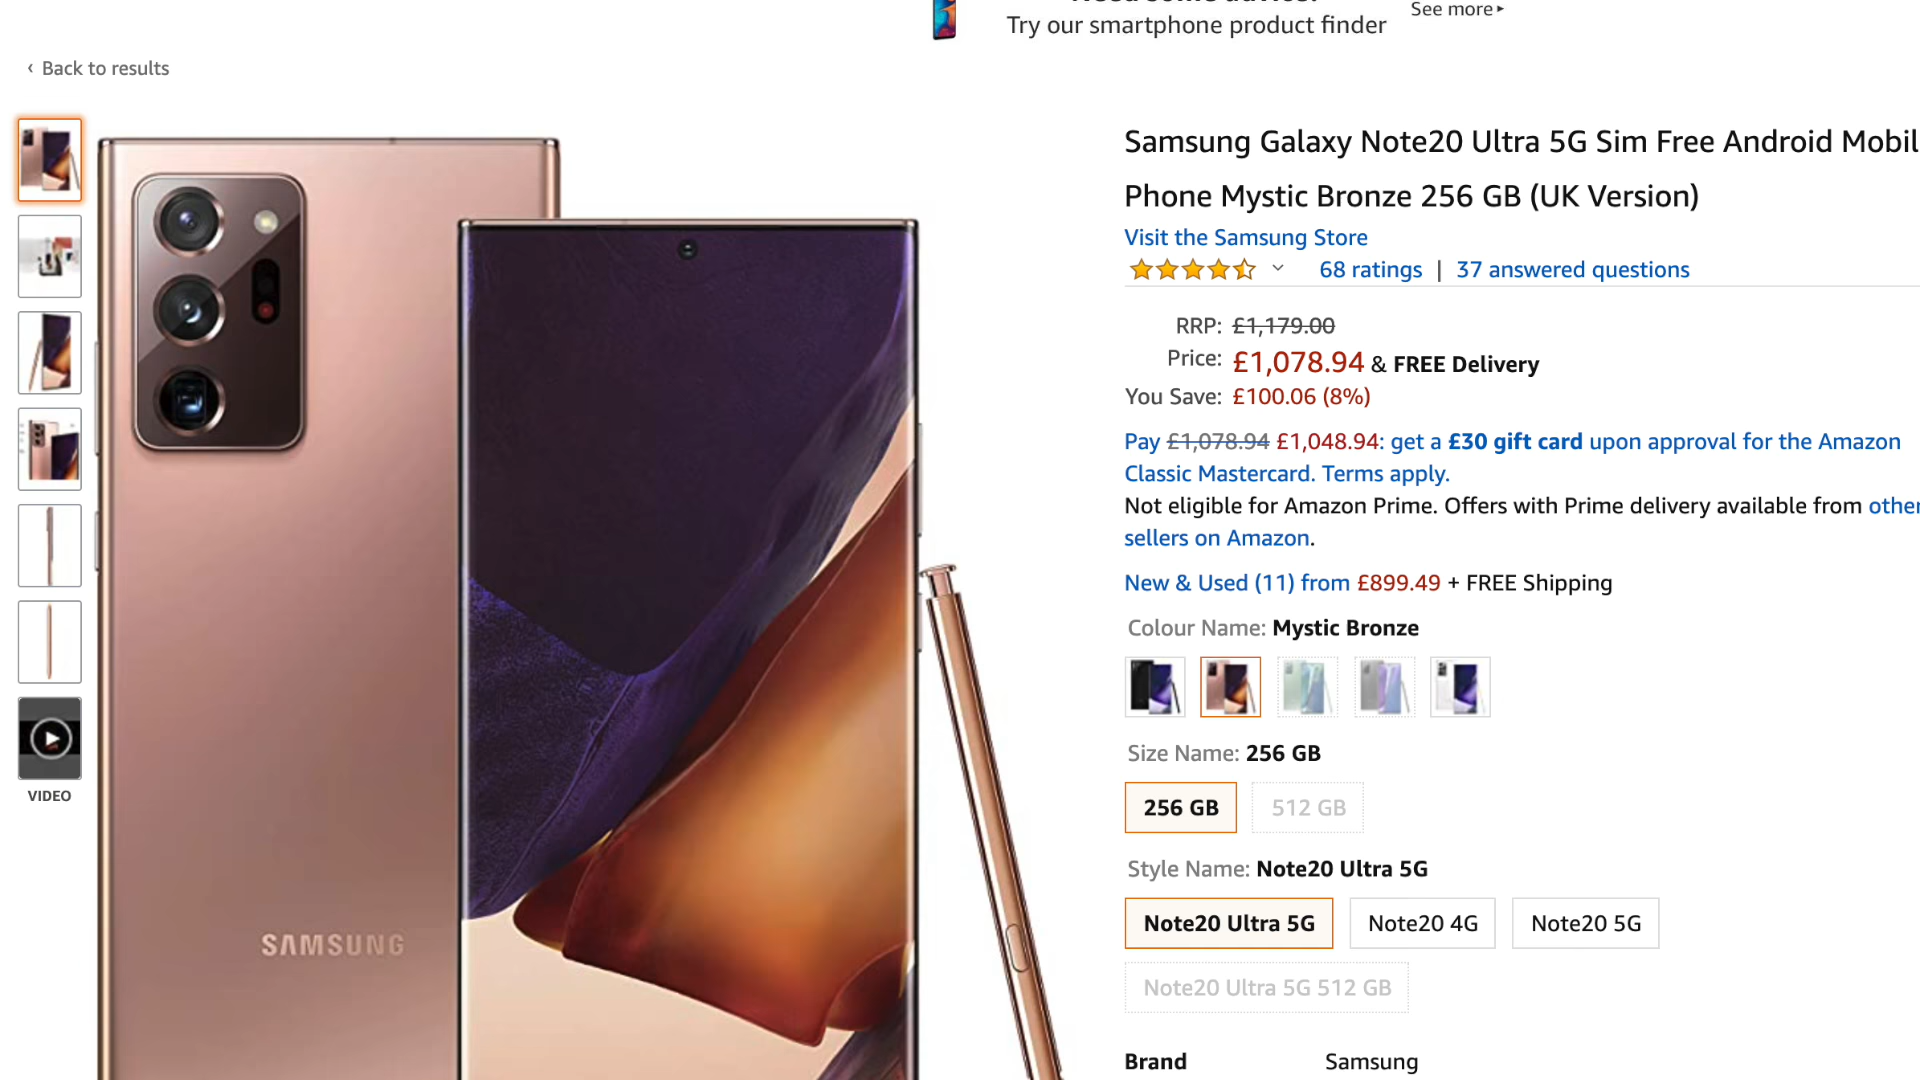 Try our smartphone product finder
See more ▸
‹ Back to results
Samsung Galaxy Note20 Ultra 5G Sim Free Android Mobil
Phone Mystic Bronze 256 GB (UK Version)
Visit the Samsung Store
68 ratings | 37 answered questions
RRP: £1,179.00
Price: £1,078.94 & FREE Delivery
You Save: £100.06 (8%)
Pay £1,078.94 £1,048.94: get a £30 gift card upon approval for the Amazon
Classic Mastercard. Terms apply.
Not eligible for Amazon Prime. Offers with Prime delivery available from other
sellers on Amazon.
New & Used (11) from £899.49 + FREE Shipping
Colour Name: Mystic Bronze
Size Name: 256 GB
256 GB 512 GB
Style Name: Note20 Ultra 5G
Note20 Ultra 5G Note20 4G Note20 5G
Note20 Ultra 5G 512 GB
Brand Samsung
VIDEO
SAMSUNG